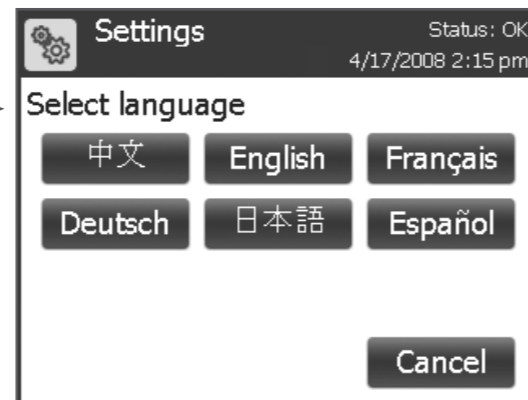 Settings
Status: OK
4/17/2008 2:15 pm
Select language
中文 English Français
Deutsch 日本語 Español
Cancel